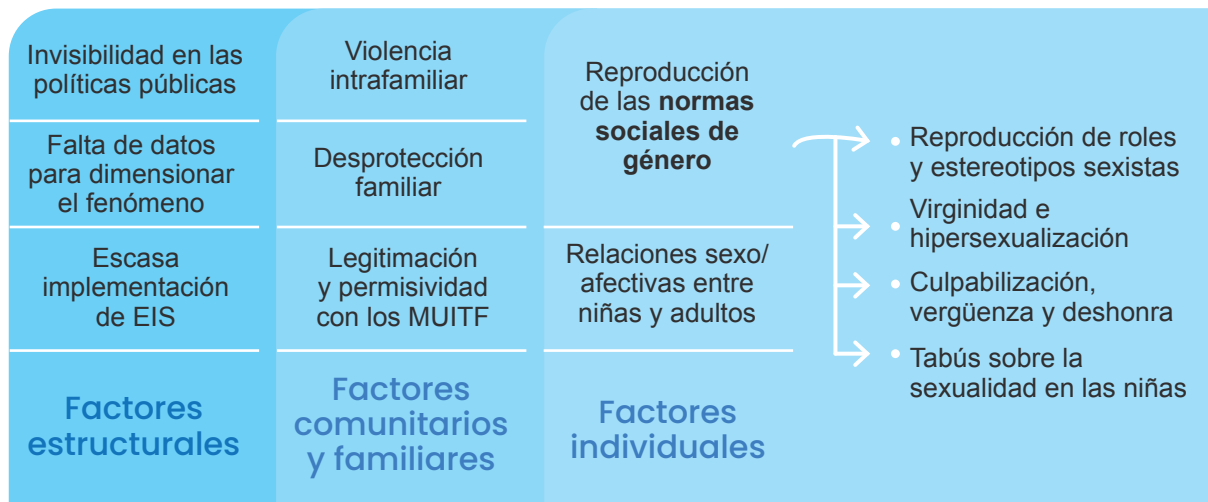 Invisibilidad en las
políticas públicas
Falta de datos
para dimensionar
el fenómeno
Escasa
implementación
de EIS
Factores
estructurales
Violencia
intrafamiliar
Desprotección
familiar
Legitimación
y permisividad
con los MUITF
Factores
comunitarios
y familiares
Reproducción
de las normas
sociales de
género
Relaciones sexo/
afectivas entre
niñas y adultos
Factores
individuales
• Reproducción de roles
y estereotipos sexistas
• Virginidad e
hipersexualización
• Culpabilización,
vergüenza y deshonra
• Tabús sobre la
sexualidad en las niñas